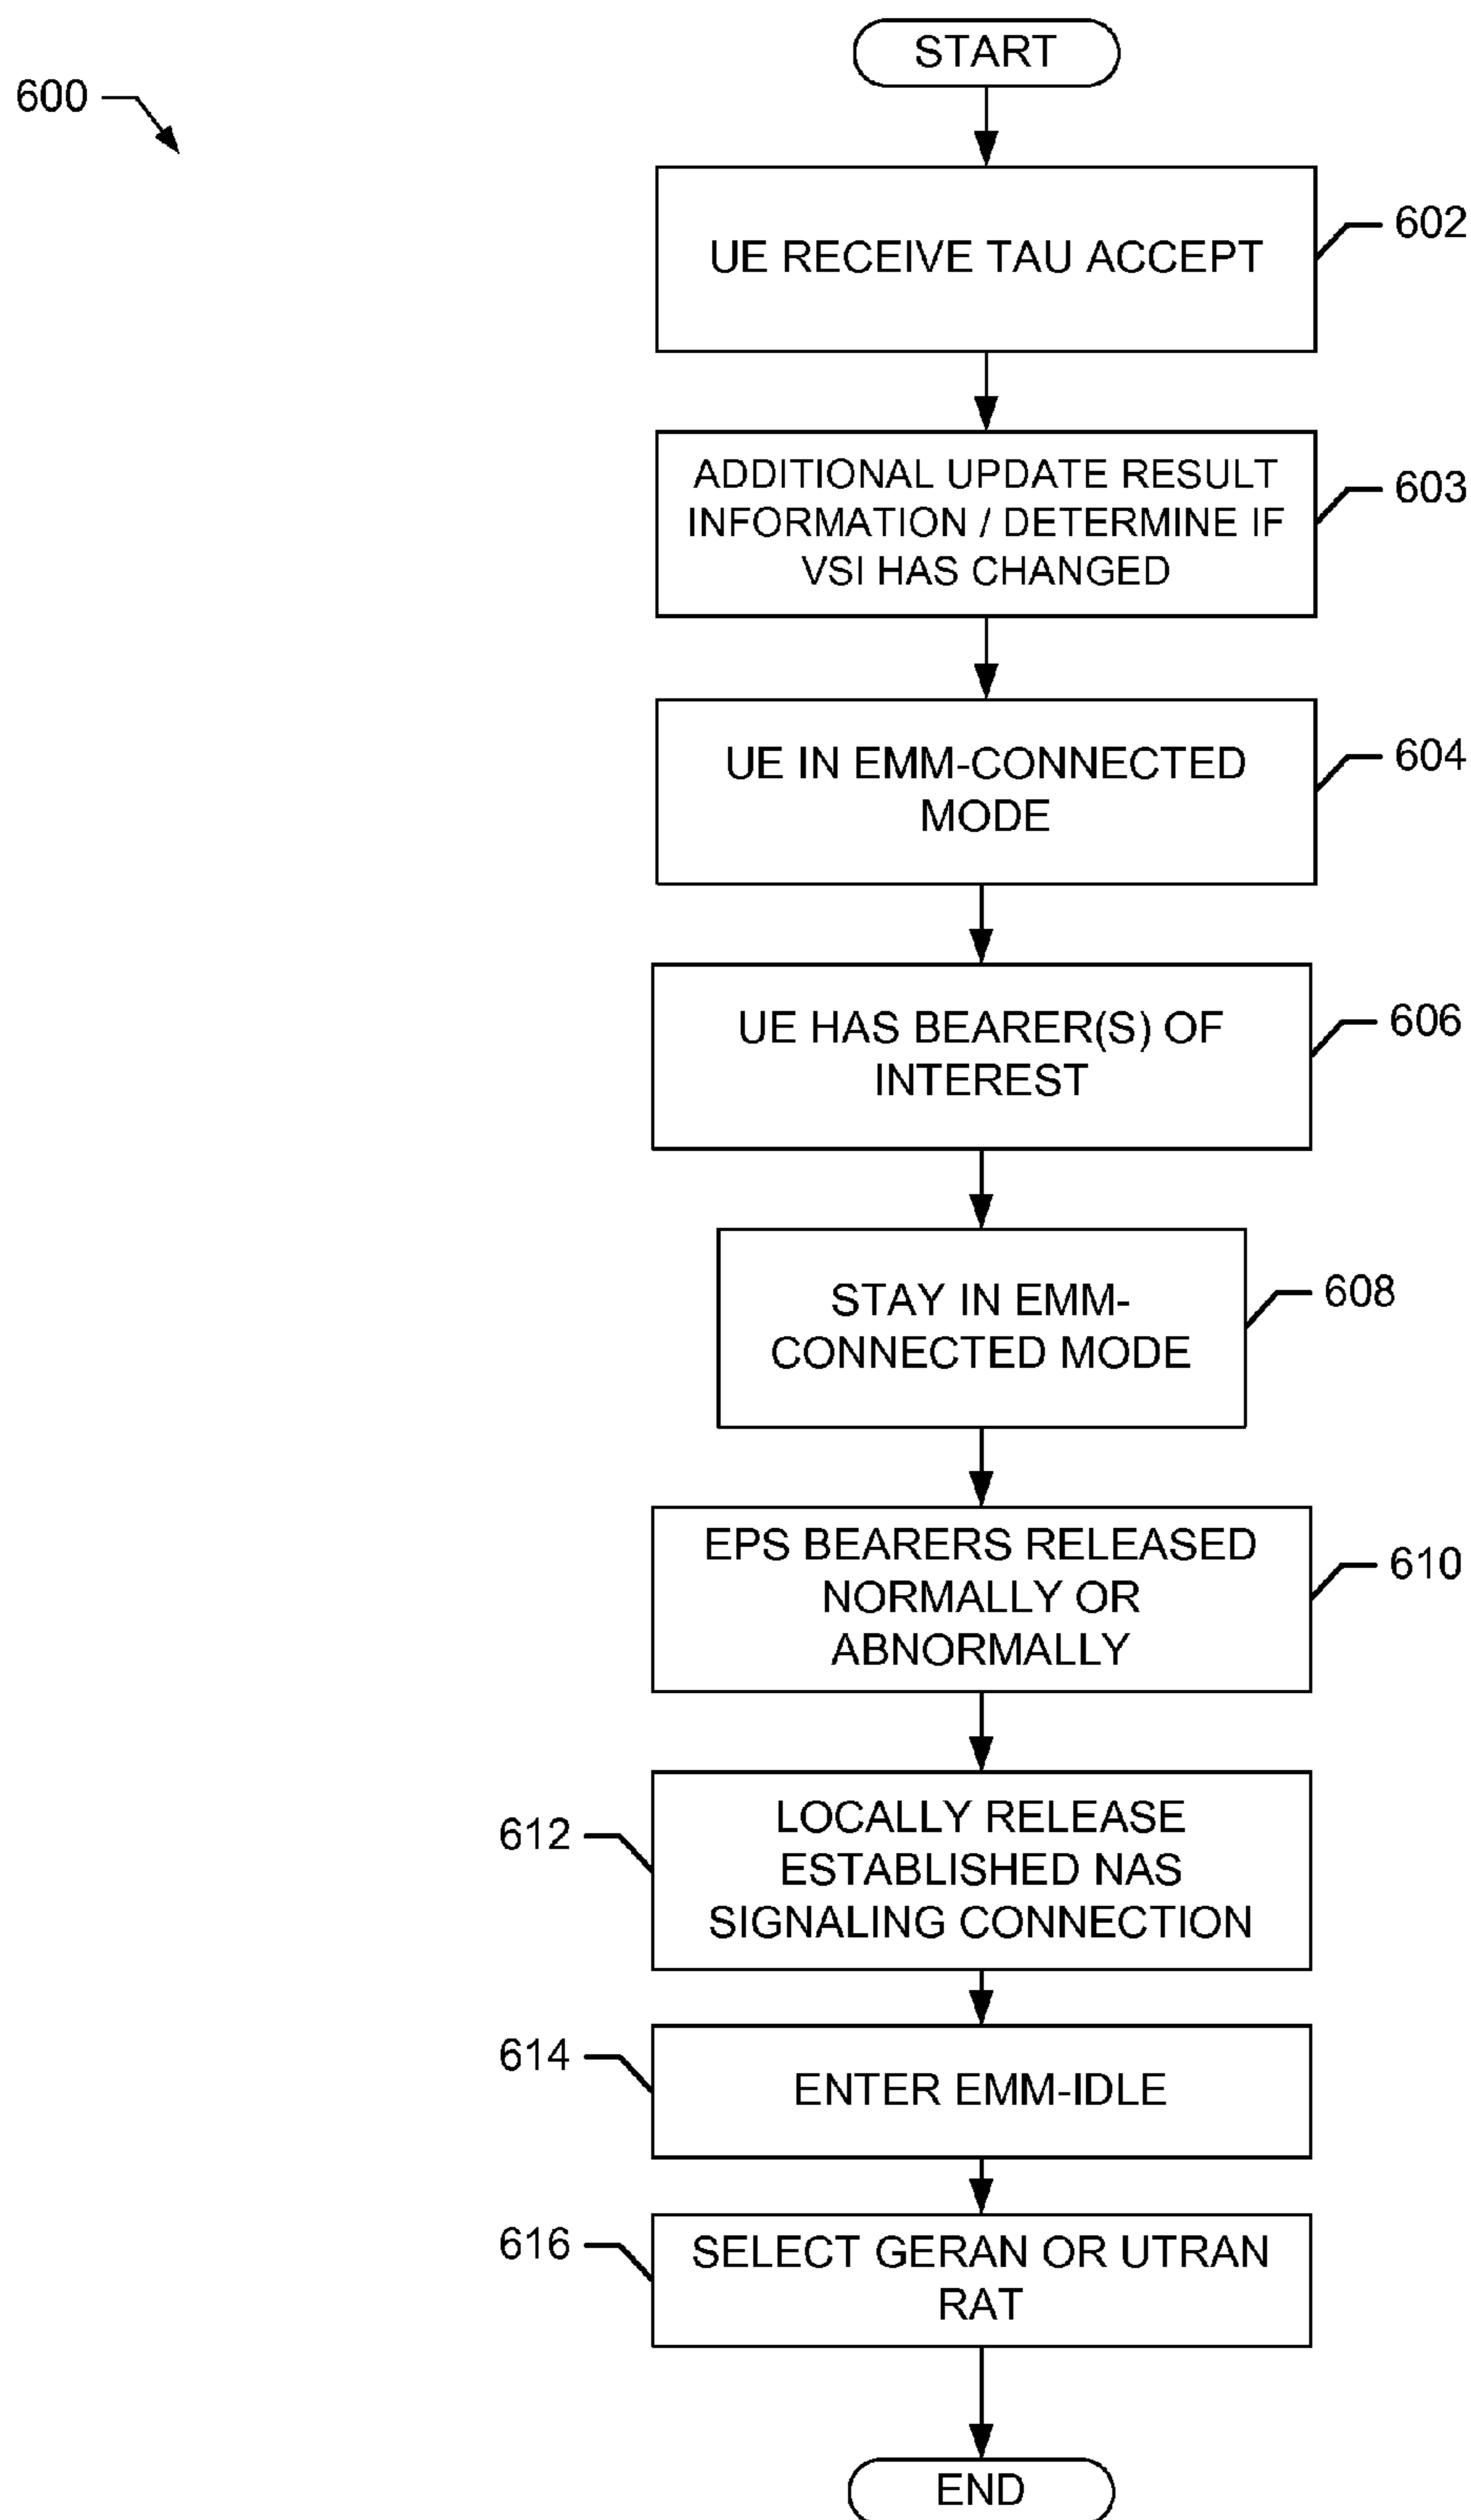 START
600
UE RECEIVE TAU ACCEPT
602
ADDITIONAL UPDATE RESULT
INFORMATION / DETERMINE IF
VSI HAS CHANGED
603
UE IN EMM-CONNECTED
MODE
604
UE HAS BEARER(S) OF
INTEREST
606
STAY IN EMM-
CONNECTED MODE
608
EPS BEARERS RELEASED
NORMALLY OR
ABNORMALLY
610
612
LOCALLY RELEASE
ESTABLISHED NAS
SIGNALING CONNECTION
614
ENTER EMM-IDLE
616
SELECT GERAN OR UTRAN
RAT
END